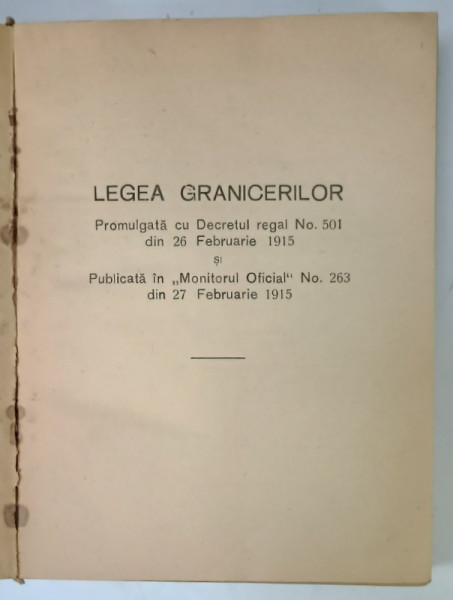 LEGEA GRANICERILOR
Promulgată cu Decretul regal No. 501
din 26 Februarie 1915
și
Publicată în „Monitorul Oficial“ No. 263
din 27 Februarie 1915